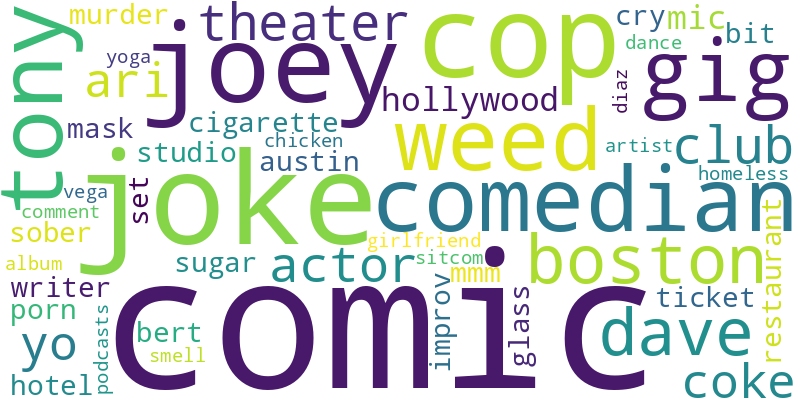 murder
theater
cop
cry
mic
bit
dance
yoga
joey
tony
ari
hollywood
diaz
gig
mask
cigarette
weed
studio
chicken
austin
artist
club
homeless
set
joke
comedian
vega
comment
sober
girlfriend
boston
restaurant
album
sugar
actor
sitcom
mmm
writer
comic
improv
glass
ticket
porn
podcasts
yo
bert
smell
dave
hotel
coke